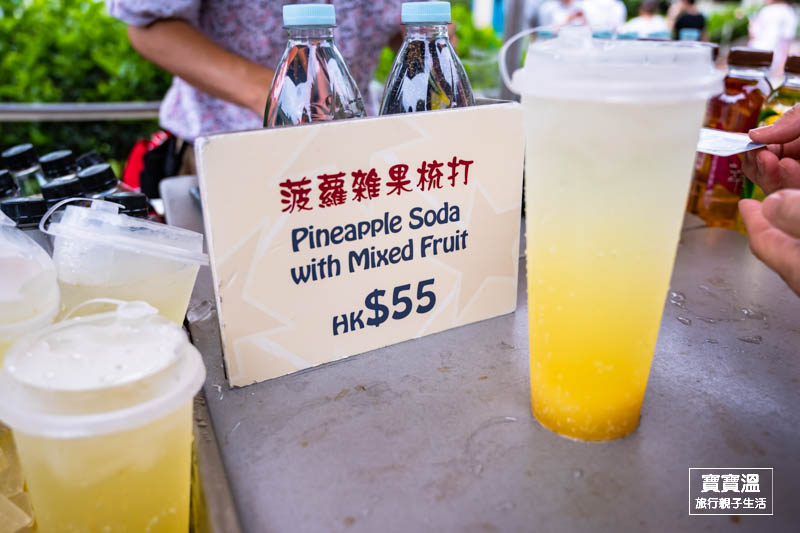 菠蘿雜果梳打
Pineapple Soda
with Mixed Fruit
HK$55
寶寶溫
旅行親子生活